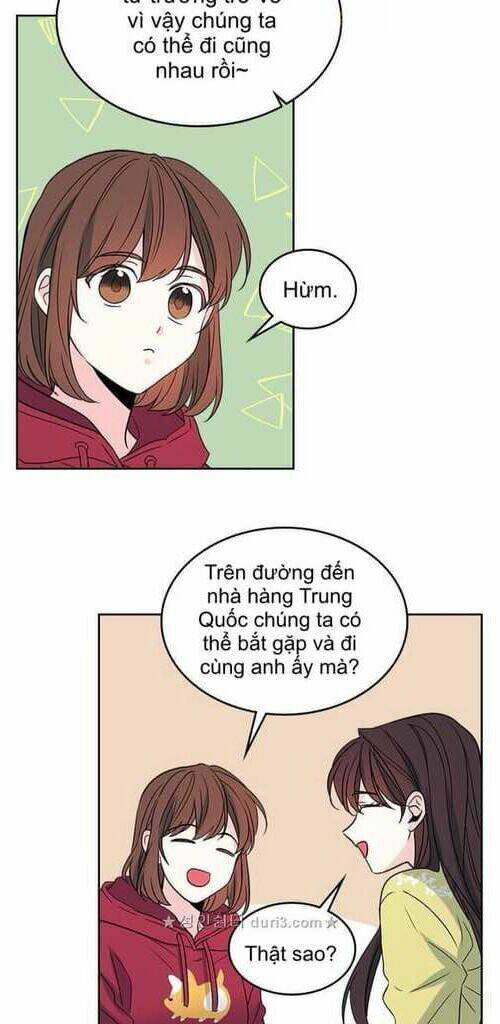 vì vậy chúng ta
có thể đi cũng
nhau rồi~
Hừm.
Trên đường đến
nhà hàng Trung
Quốc chúng ta có
thể bắt gặp và đi
cùng anh ấy mà?
duri3.com★
Thật sao?